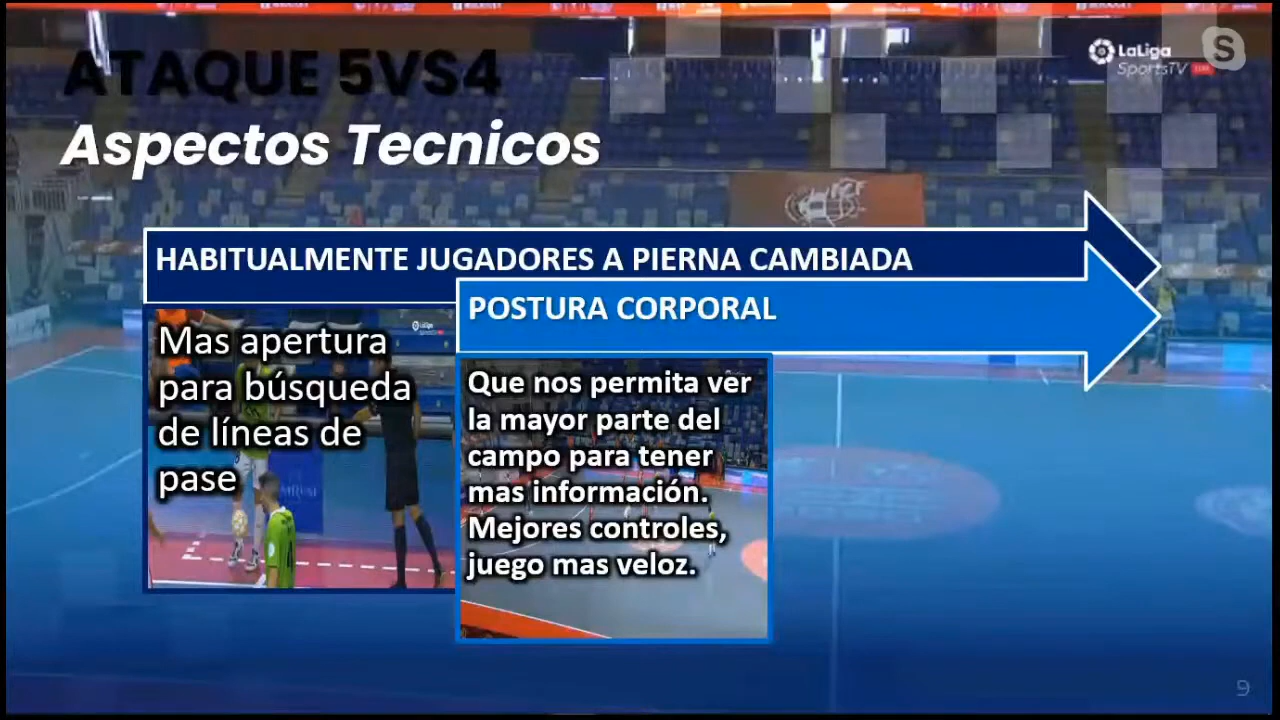 ATAQUE 5VS4
Aspectos Tecnicos
LaLiga
SportsTV
S
HABITUALMENTE JUGADORES A PIERNA CAMBIADA
POSTURA CORPORAL
Mas apertura
para búsqueda
de líneas de
pase
Que nos permita ver
la mayor parte del
campo para tener
mas información.
Mejores controles,
juego mas veloz.
9